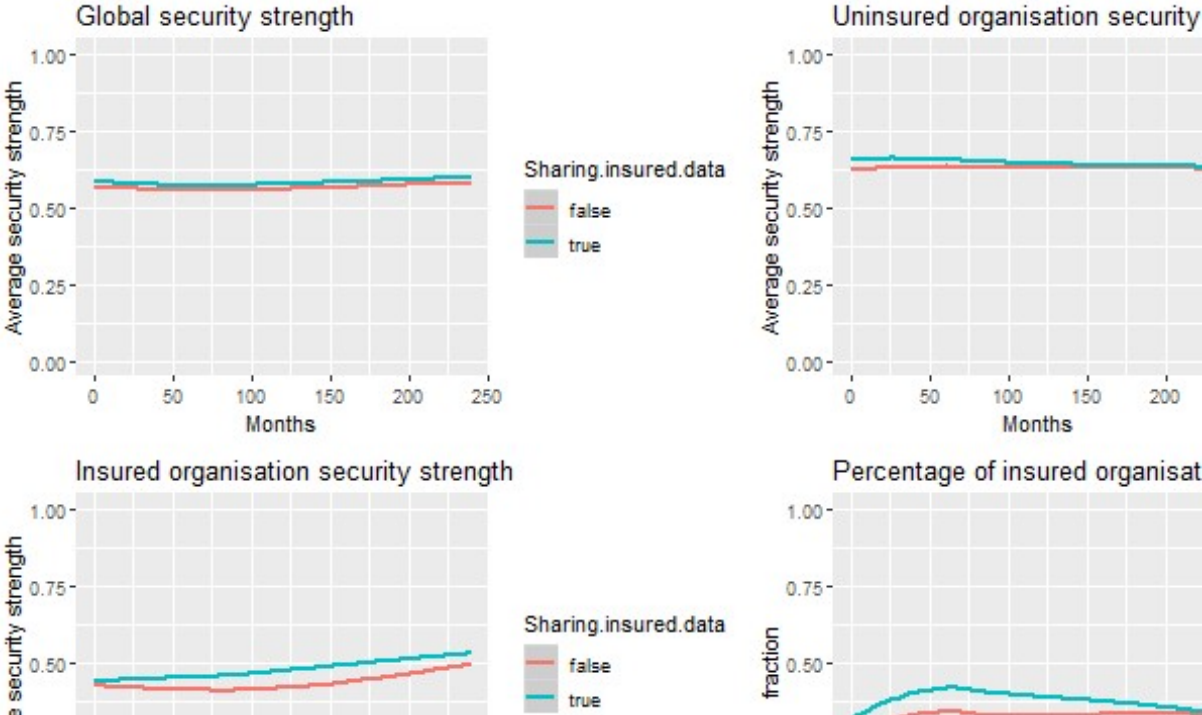 Global security strength
Average security strength
1.00
0.75
0.50
0.25
0.00
0
50
100
150
200
250
Months
Sharing.insured.data
false
true
Uninsured organisation security
Average security strength
1.00
0.75
0.50
0.25
0.00
0
50
100
150
200
Months
Insured organisation security strength
security strength
1.00
0.75
0.50
Sharing.insured.data
false
true
Percentage of insured
fraction
1.00
0.75
0.50